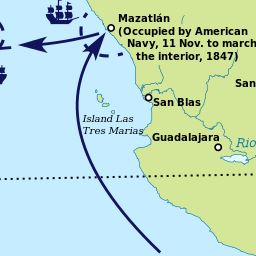 Mazatlán
(Occupied by American
Navy, 11 Nov. to march
the interior, 1847)
San Blas
San
Island Las
Tres Marias
Guadalajara
Rio